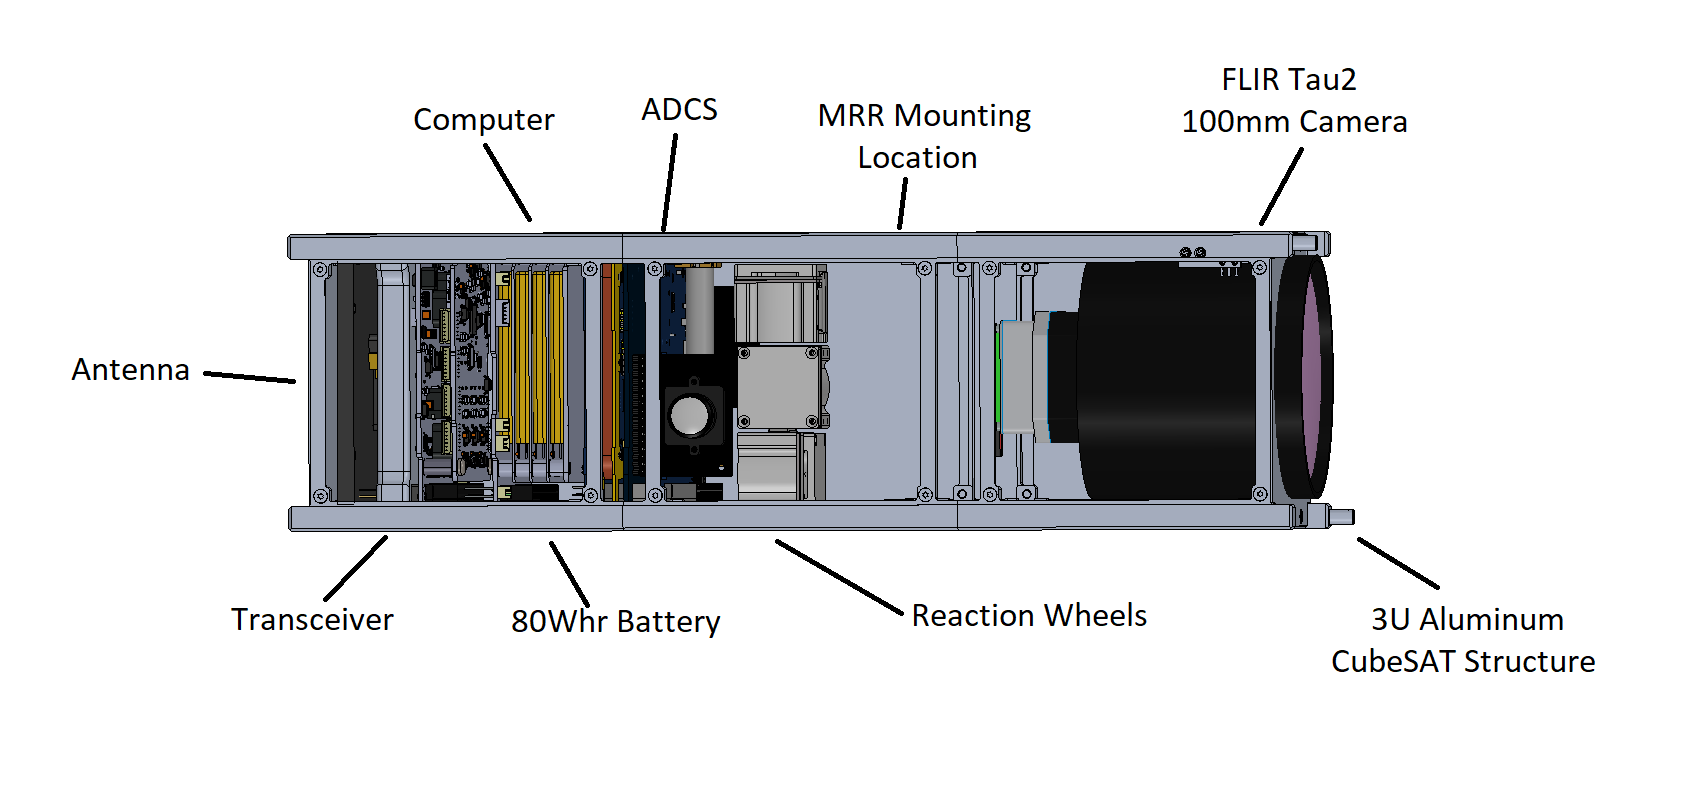 FLIR Tau2
100mm Camera
ADCS
MRR Mounting
Location
Computer
Antenna
Transceiver
80Whr Battery
Reaction Wheels
3U Aluminum
CubeSAT Structure